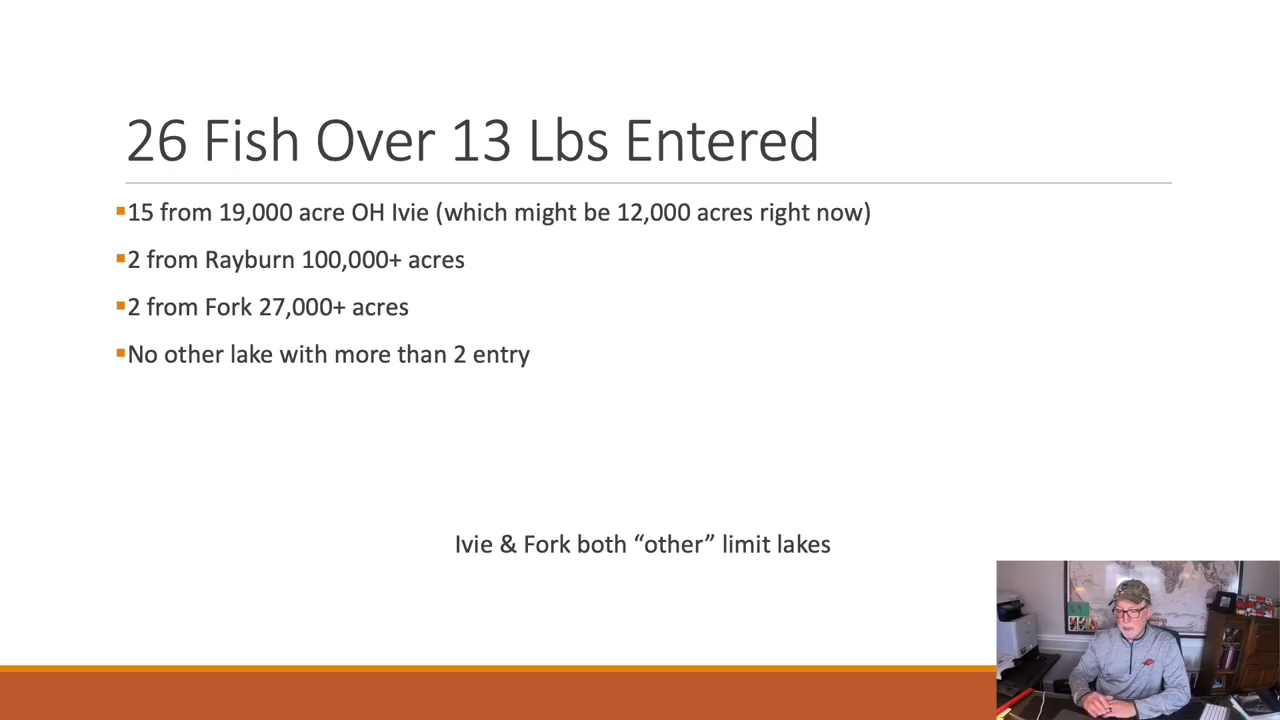 26 Fish Over 13 Lbs Entered
▪15 from 19,000 acre OH Ivie (which might be 12,000 acres right now)
▪2 from Rayburn 100,000+ acres
▪2 from Fork 27,000+ acres
▪No other lake with more than 2 entry
Ivie & Fork both “other” limit lakes